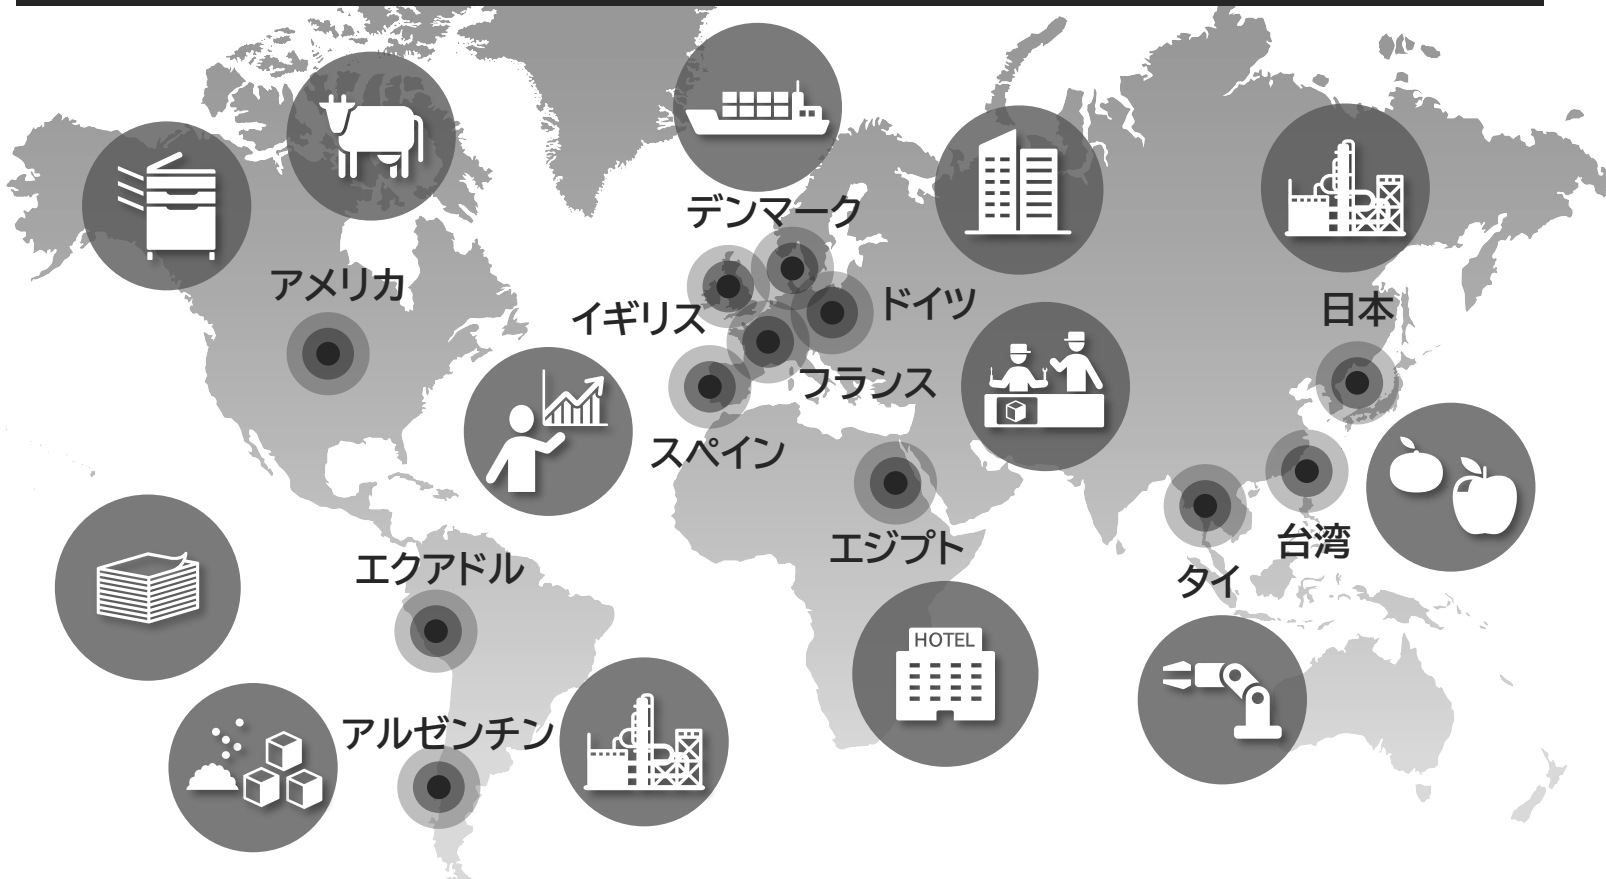 デンマーク
アメリカ
イギリス
ドイツ
日本
フランス
スペイン
エジプト
台湾
タイ
エクアドル
HOTEL
アルゼンチン